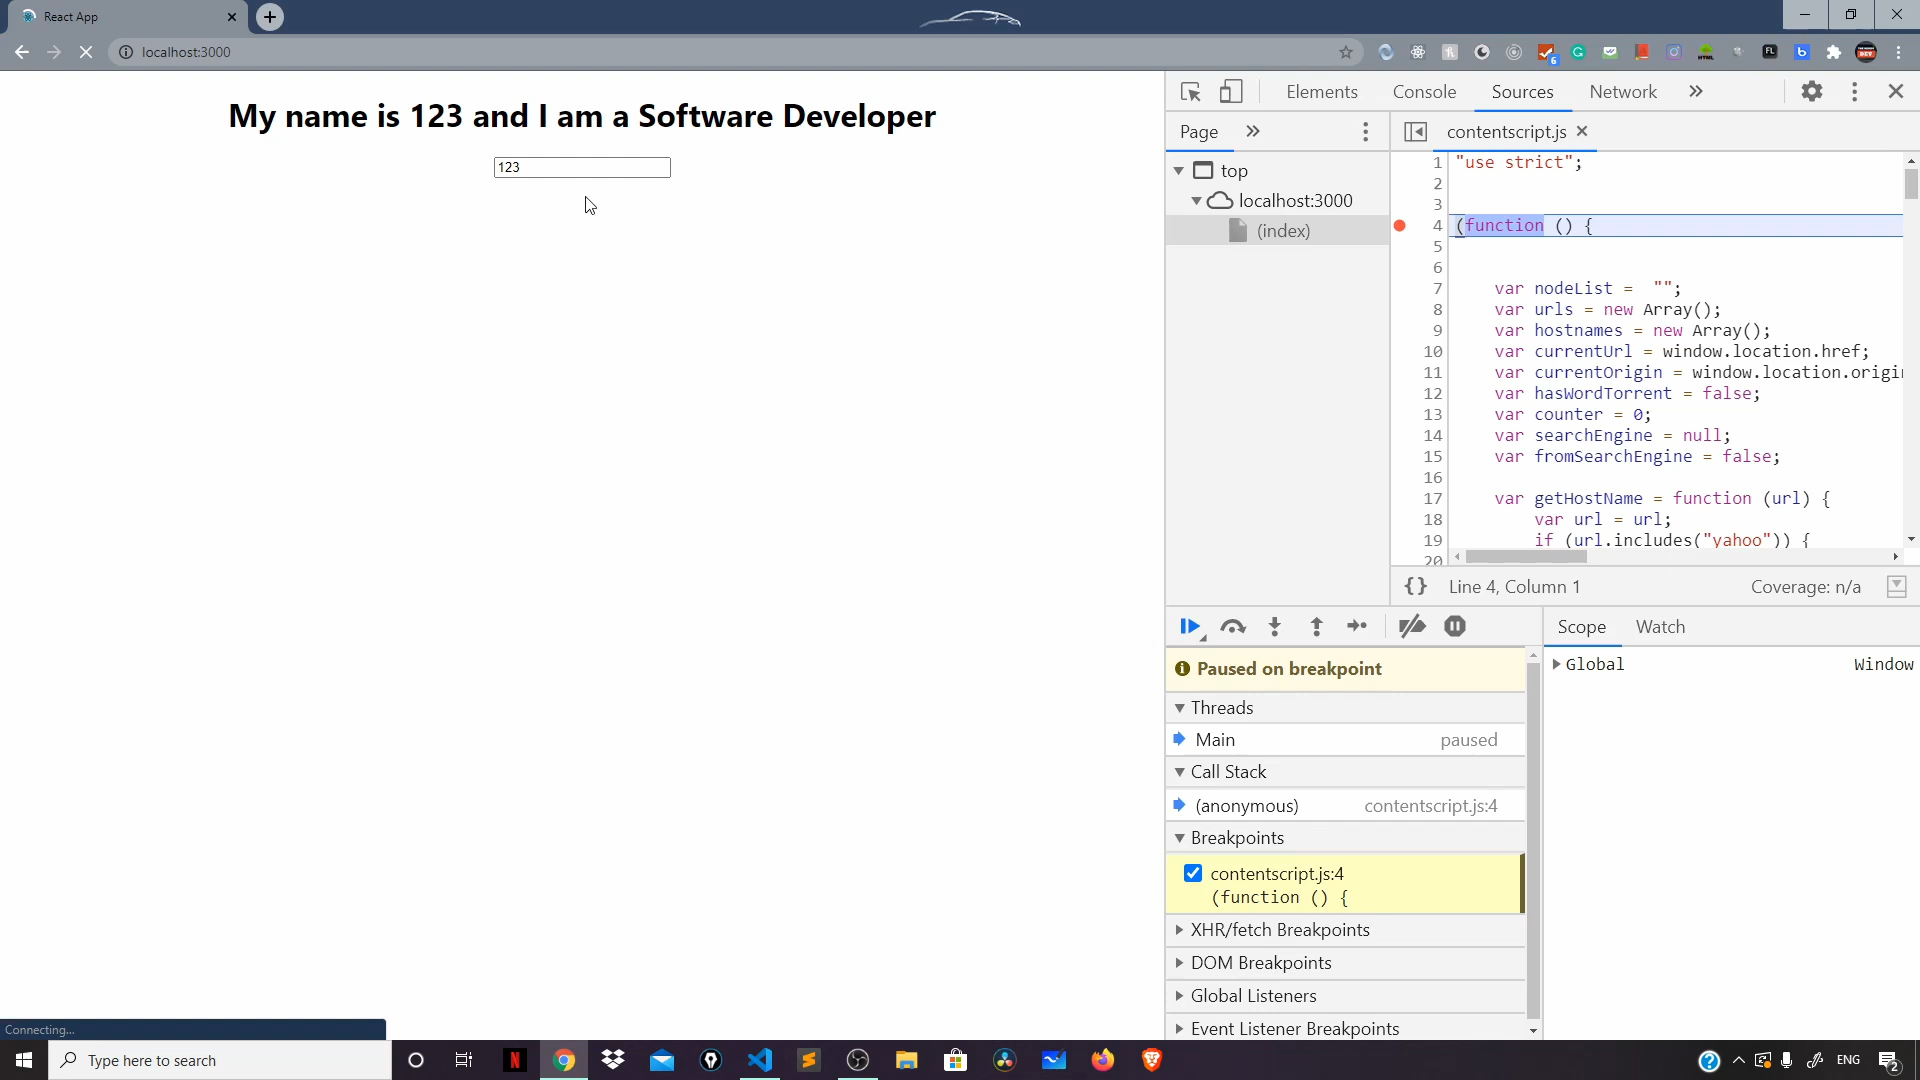 React App
localhost:3000
My name is 123 and I am a Software Developer
123
Connecting...
Elements
Console
Sources
Network
Page
contentscript.js
top
localhost:3000
(index)
1 "use strict";
2
3
4 (function () {
5
6
7 var nodeList = "";
8 var urls = new Array();
9 var hostnames = new Array();
10 var currentUrl = window.location.href;
11 var currentOrigin = window.location.origin
12 var hasWordTorrent = false;
13 var counter = 0;
14 var searchEngine = null;
15 var fromSearchEngine = false;
16
17 var getHostName = function (url) {
18 var url = url;
19 if (url.includes("yahoo")) {
20
{} Line 4, Column 1
Coverage: n/a
Paused on breakpoint
Threads
Main paused
Call Stack
(anonymous) contentscript.js:4
Breakpoints
contentscript.js:4
(function () {
XHR/fetch Breakpoints
DOM Breakpoints
Global Listeners
Event Listener Breakpoints
Scope
Watch
Global Window
Type here to search
ENG
2